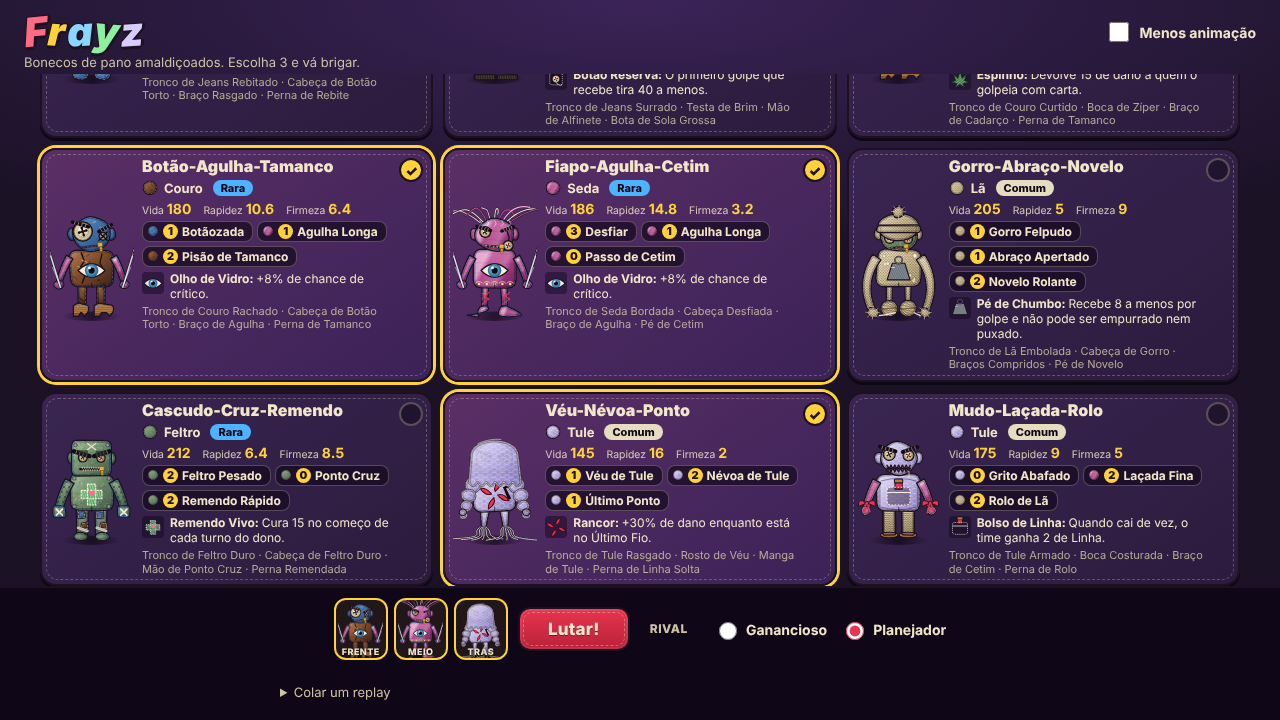 Frayz
Bonecos de pano amaldiçoados. Escolha 3 e vá brigar.
Menos animação
Tronco de Jeans Rebitado · Cabeça de Botão
Torto · Braço Rasgado · Perna de Rebite
Botão Reserva: O primeiro golpe que
recebe tira 40 a menos.
Tronco de Jeans Surrado · Testa de Brim · Mão
de Alfinete · Bota de Sola Grossa
Espinho: Devolve 15 de dano a quem o
golpeia com carta.
Tronco de Couro Curtido · Boca de Zíper · Braço
de Cadarço · Perna de Tamanco
Botão-Agulha-Tamanco
Couro Rara
Vida 180 Rapidez 10.6 Firmeza 6.4
1 Botãozada 1 Agulha Longa
2 Pisão de Tamanco
Olho de Vidro: +8% de chance de
crítico.
Tronco de Couro Rachado · Cabeça de Botão
Torto · Braço de Agulha · Perna de Tamanco
Fiapo-Agulha-Cetim
Seda Rara
Vida 186 Rapidez 14.8 Firmeza 3.2
3 Desfiar 1 Agulha Longa
0 Passo de Cetim
Olho de Vidro: +8% de chance de
crítico.
Tronco de Seda Bordada · Cabeça Desfiada ·
Braço de Agulha · Pé de Cetim
Gorro-Abraço-Novelo
Lã Comum
Vida 205 Rapidez 5 Firmeza 9
1 Gorro Felpudo
1 Abraço Apertado
2 Novelo Rolante
Pé de Chumbo: Recebe 8 a menos por
golpe e não pode ser empurrado nem
puxado.
Tronco de Lã Embolada · Cabeça de Gorro ·
Braços Compridos · Pé de Novelo
Cascudo-Cruz-Remendo
Feltro Rara
Vida 212 Rapidez 6.4 Firmeza 8.5
2 Feltro Pesado 0 Ponto Cruz
2 Remendo Rápido
Remendo Vivo: Cura 15 no começo de
cada turno do dono.
Tronco de Feltro Duro · Cabeça de Feltro Duro ·
Mão de Ponto Cruz · Perna Remendada
Véu-Névoa-Ponto
Tule Comum
Vida 145 Rapidez 16 Firmeza 2
1 Véu de Tule 2 Névoa de Tule
1 Último Ponto
Rancor: +30% de dano enquanto está
no Último Fio.
Tronco de Tule Rasgado · Rosto de Véu · Manga
de Tule · Perna de Linha Solta
Mudo-Laçada-Rolo
Tule Comum
Vida 175 Rapidez 9 Firmeza 5
0 Grito Abafado 2 Laçada Fina
2 Rolo de Lã
Bolso de Linha: Quando cai de vez, o
time ganha 2 de Linha.
Tronco de Tule Armado · Boca Costurada · Braço
de Cetim · Perna de Rolo
FRENTE MEIO TRÁS Lutar! RIVAL Ganancioso Planejador
Colar um replay